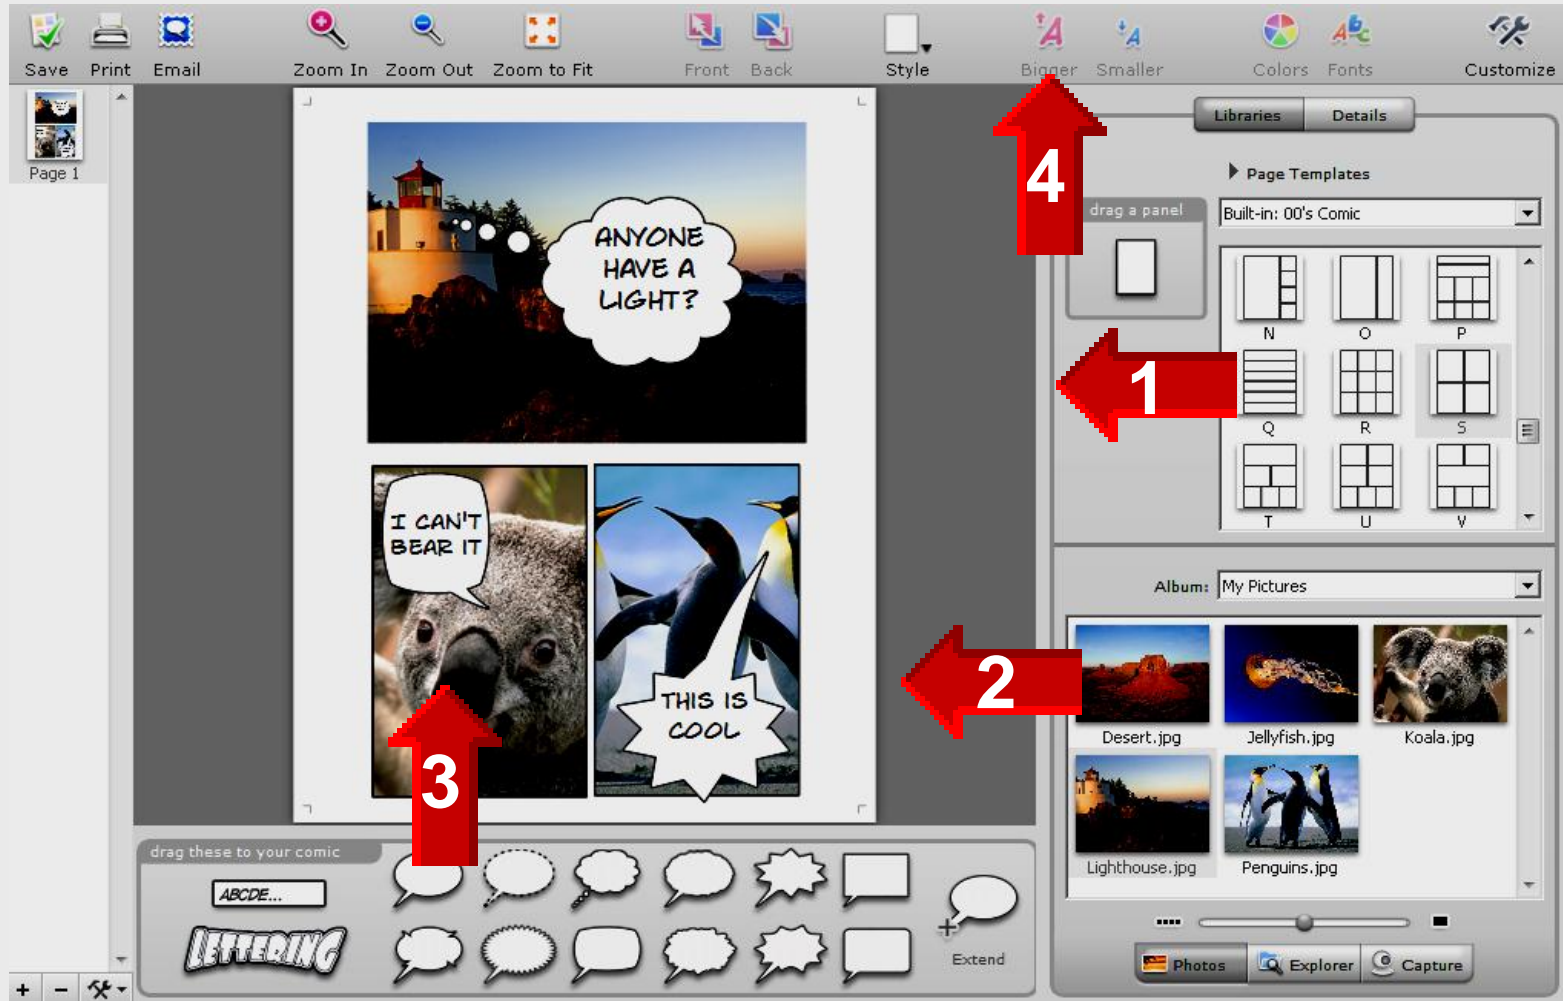 Save Print Email Zoom In Zoom Out Zoom to Fit Front Back Style Bigger Smaller Colors Fonts Customize
Page 1
ANYONE
HAVE A
LIGHT?
I CAN'T
BEAR IT
THIS IS
COOL
4
1
2
3
Libraries Details
Page Templates
drag a panel
Built-in: 00's Comic
N O P
Q R S
T U V
Album: My Pictures
Desert.jpg Jellyfish.jpg Koala.jpg
Lighthouse.jpg Penguins.jpg
Photos Explorer Capture
drag these to your comic
ABCDE...
LETTERING
Extend